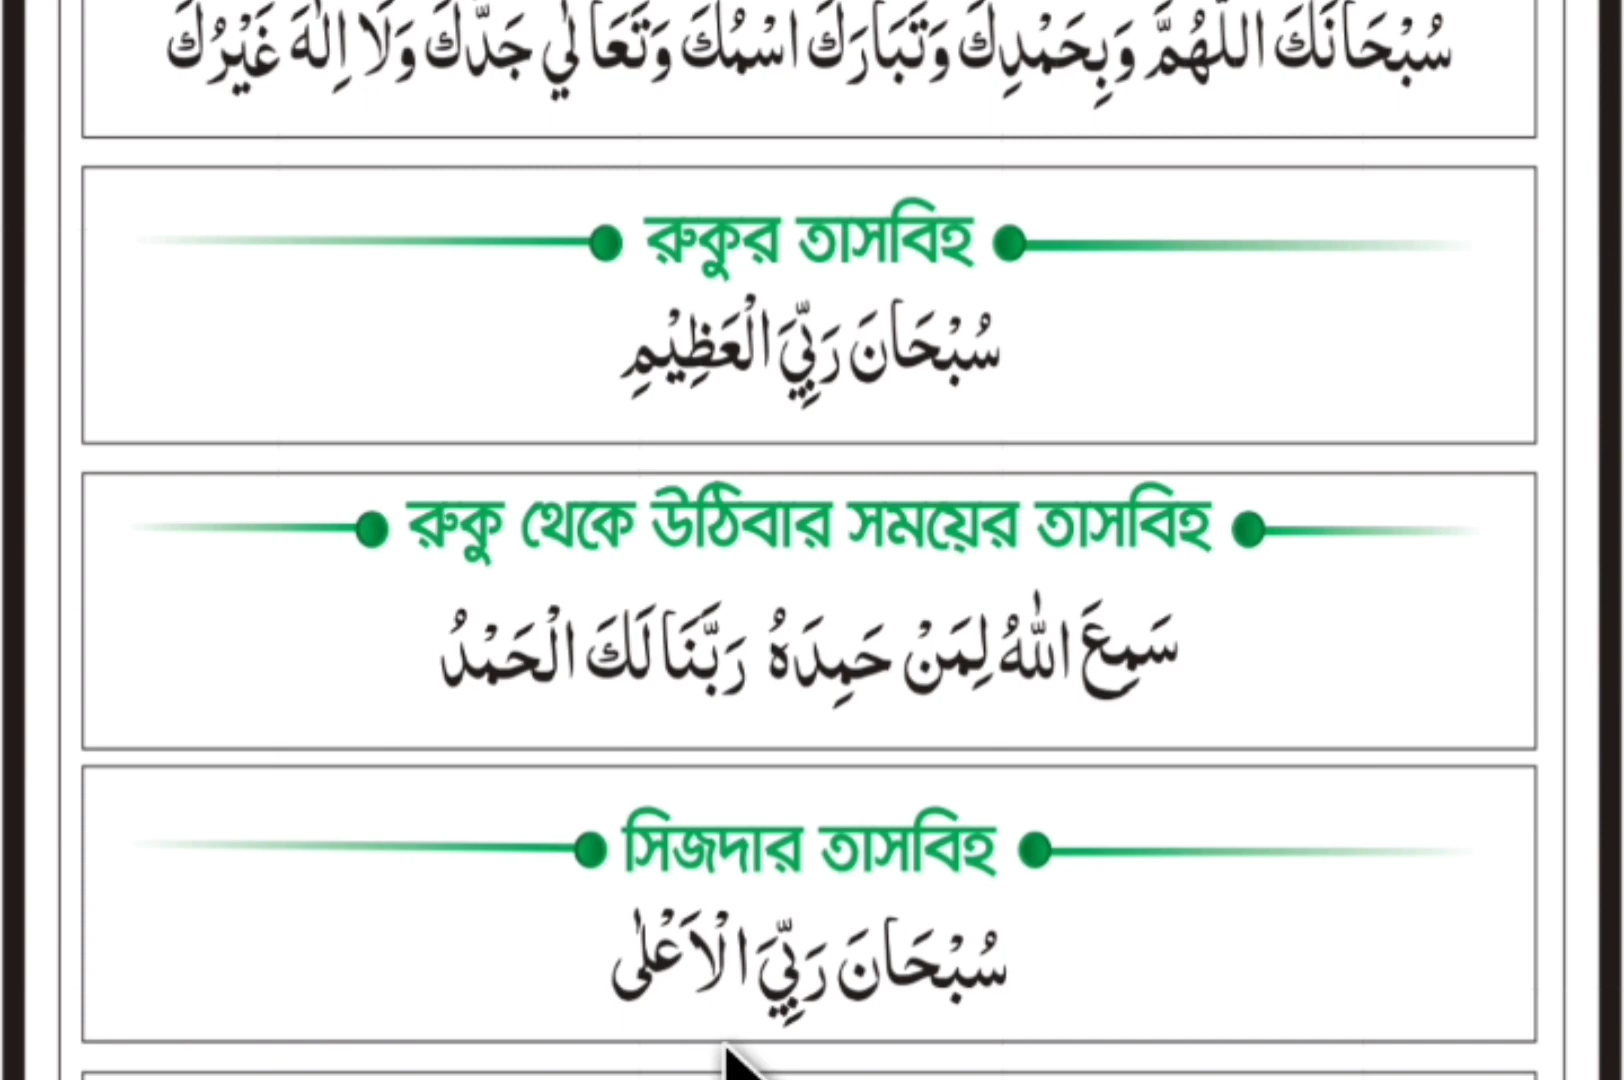 سُبْحَانَكَ اللّٰهُمَّ وَبِحَمْدِكَ وَتَبَارَكَ اسْمُكَ وَتَعَالٰي جَدُّكَ وَلَا اِلٰهَ غَيْرُكَ
রুকুর তাসবিহ
سُبْحَانَ رَبِّيَ الْعَظِيْمِ
রুকু থেকে উঠিবার সময়ের তাসবিহ
سَمِعَ اللّٰهُ لِمَنْ حَمِدَهُ رَبَّنَا لَكَ الْحَمْدُ
সিজদার তাসবিহ
سُبْحَانَ رَبِّيَ الْاَعْلٰى